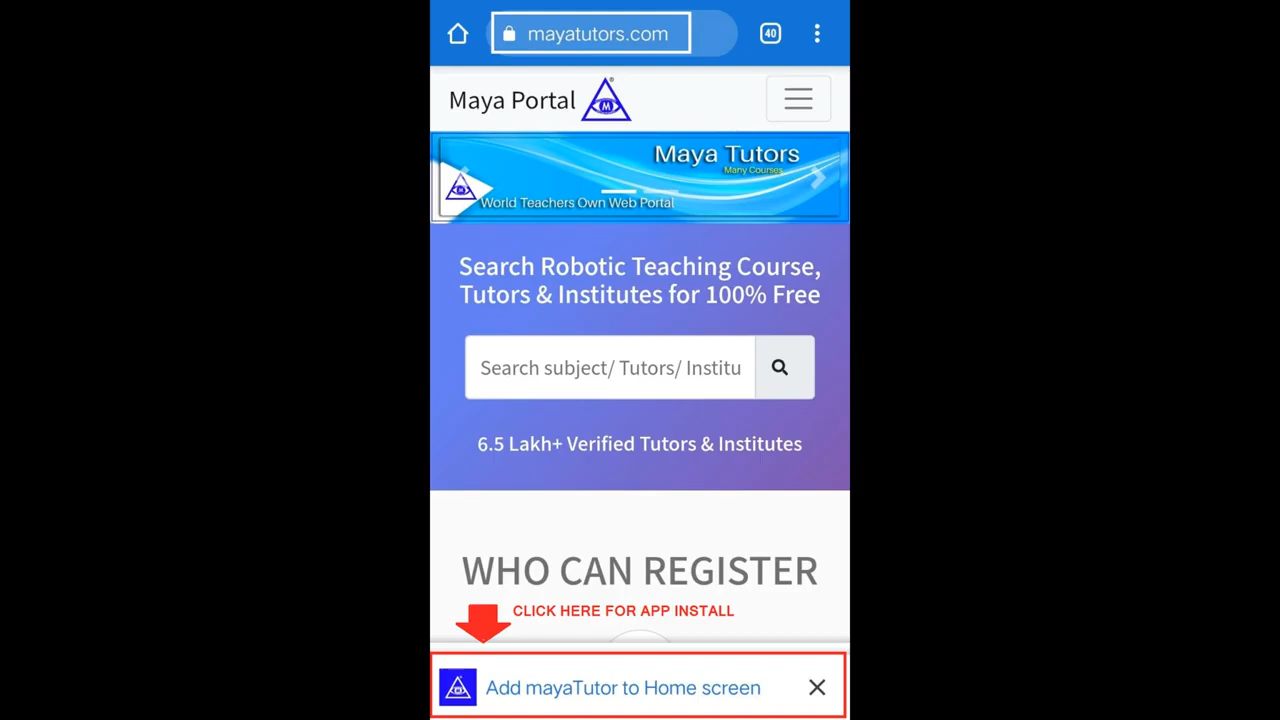 mayatutors.com
40
Maya Portal
M
Maya Tutors
Many Courses
World Teachers Own Web Portal
Search Robotic Teaching Course,
Tutors & Institutes for 100% Free
Search subject/ Tutors/ Institu
6.5 Lakh+ Verified Tutors & Institutes
WHO CAN REGISTER
CLICK HERE FOR APP INSTALL
Add mayaTutor to Home screen